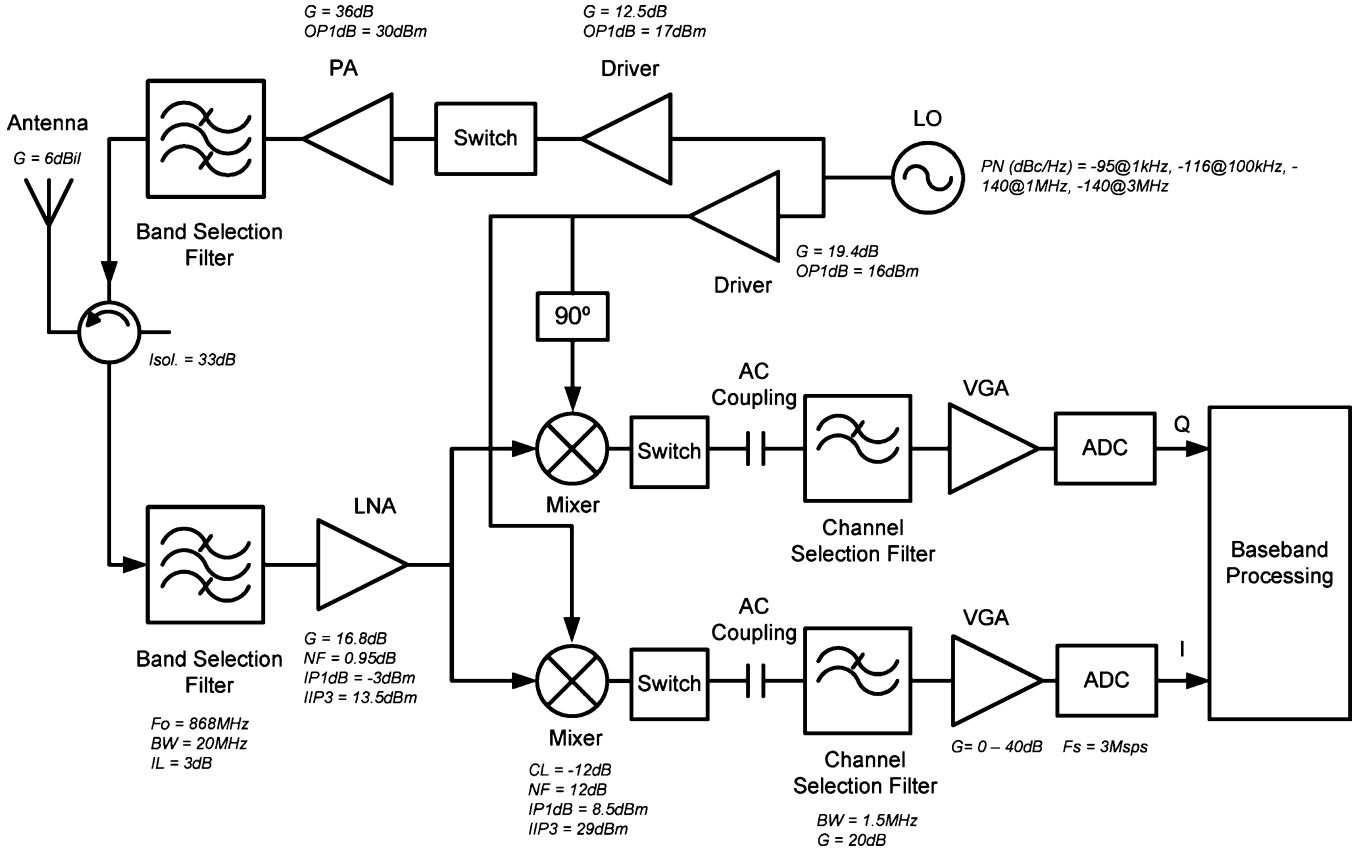 G = 36dB
OP1dB = 30dBm
G = 12.5dB
OP1dB = 17dBm
PA
Driver
Antenna
G = 6dBil
Switch
LO
PN (dBc/Hz) = -95@1kHz, -116@100kHz, -
140@1MHz, -140@3MHz
Band Selection
Filter
G = 19.4dB
OP1dB = 16dBm
Driver
90º
Isol. = 33dB
AC
Coupling
VGA
Switch
ADC
Q
Mixer
Channel
Selection Filter
LNA
Baseband
Processing
Band Selection
Filter
Fo = 868MHz
BW = 20MHz
IL = 3dB
G = 16.8dB
NF = 0.95dB
IP1dB = -3dBm
IIP3 = 13.5dBm
AC
Coupling
VGA
Switch
ADC
I
Mixer
CL = -12dB
NF = 12dB
IP1dB = 8.5dBm
IIP3 = 29dBm
Channel
Selection Filter
BW = 1.5MHz
G = 20dB
G= 0 – 40dB
Fs = 3Msps